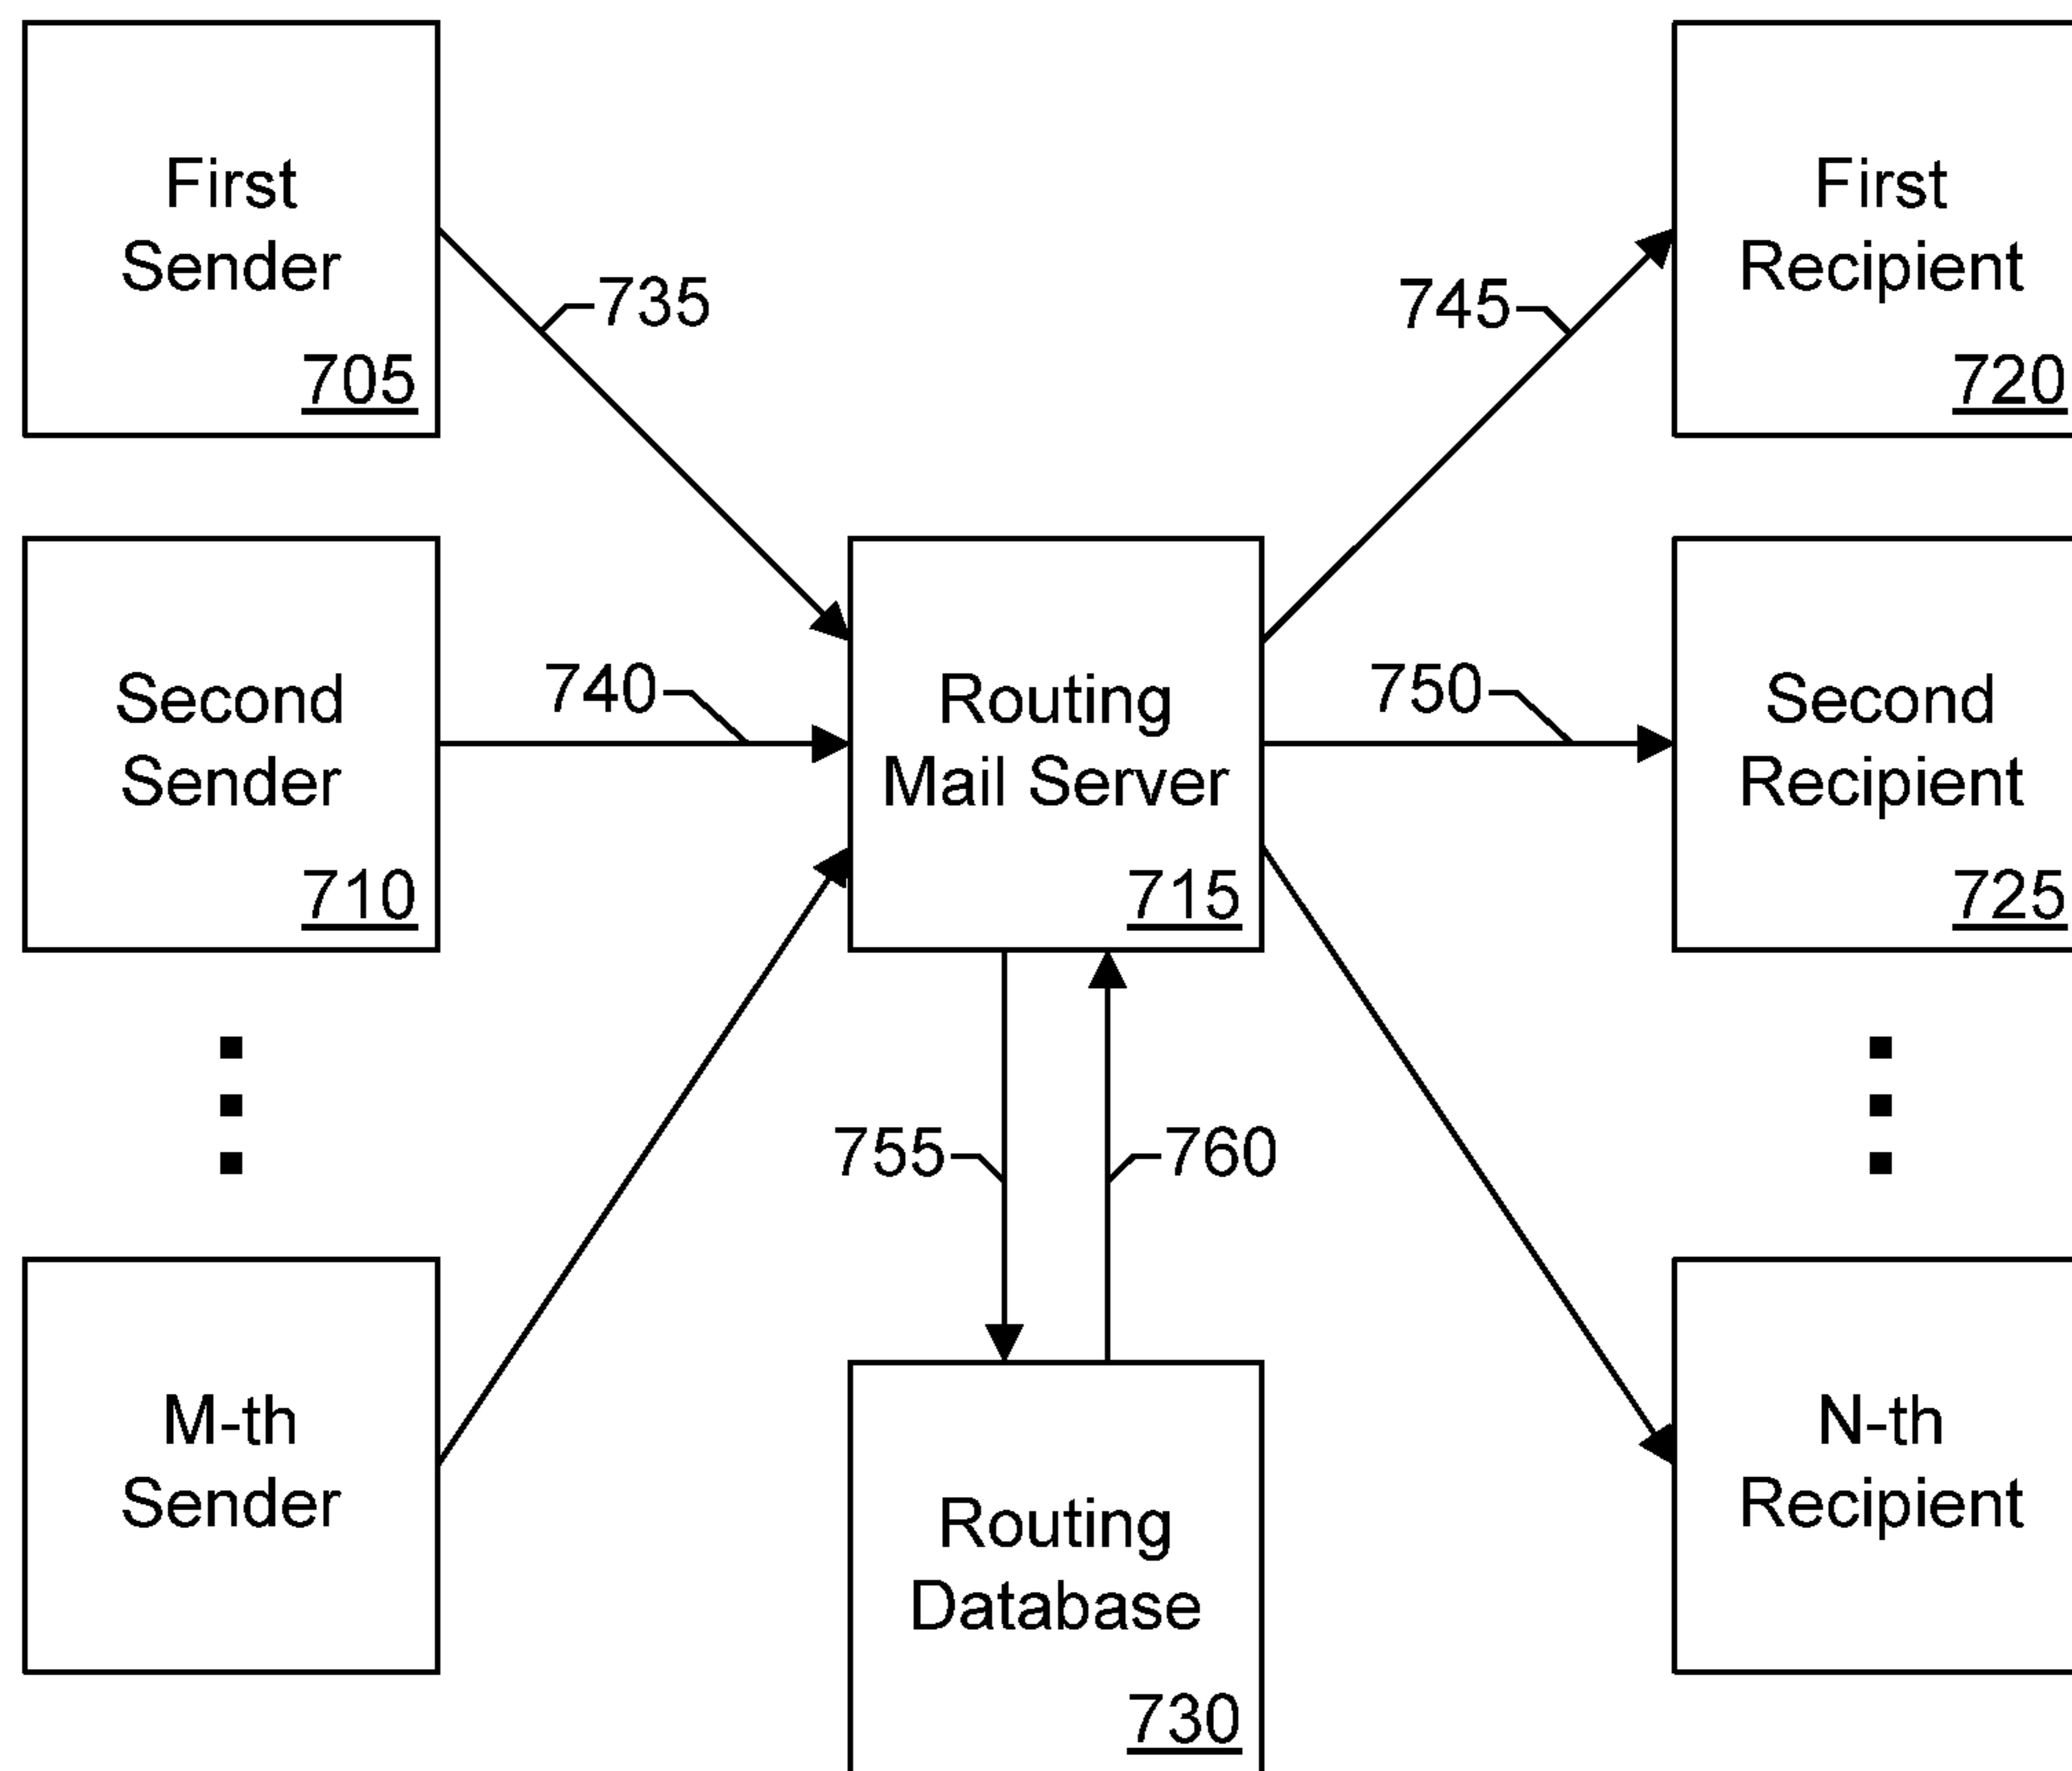 First
Sender
705
735
745
First
Recipient
720
Second
Sender
710
740
Routing
Mail Server
715
750
Second
Recipient
725
755
760
M-th
Sender
Routing
Database
730
N-th
Recipient